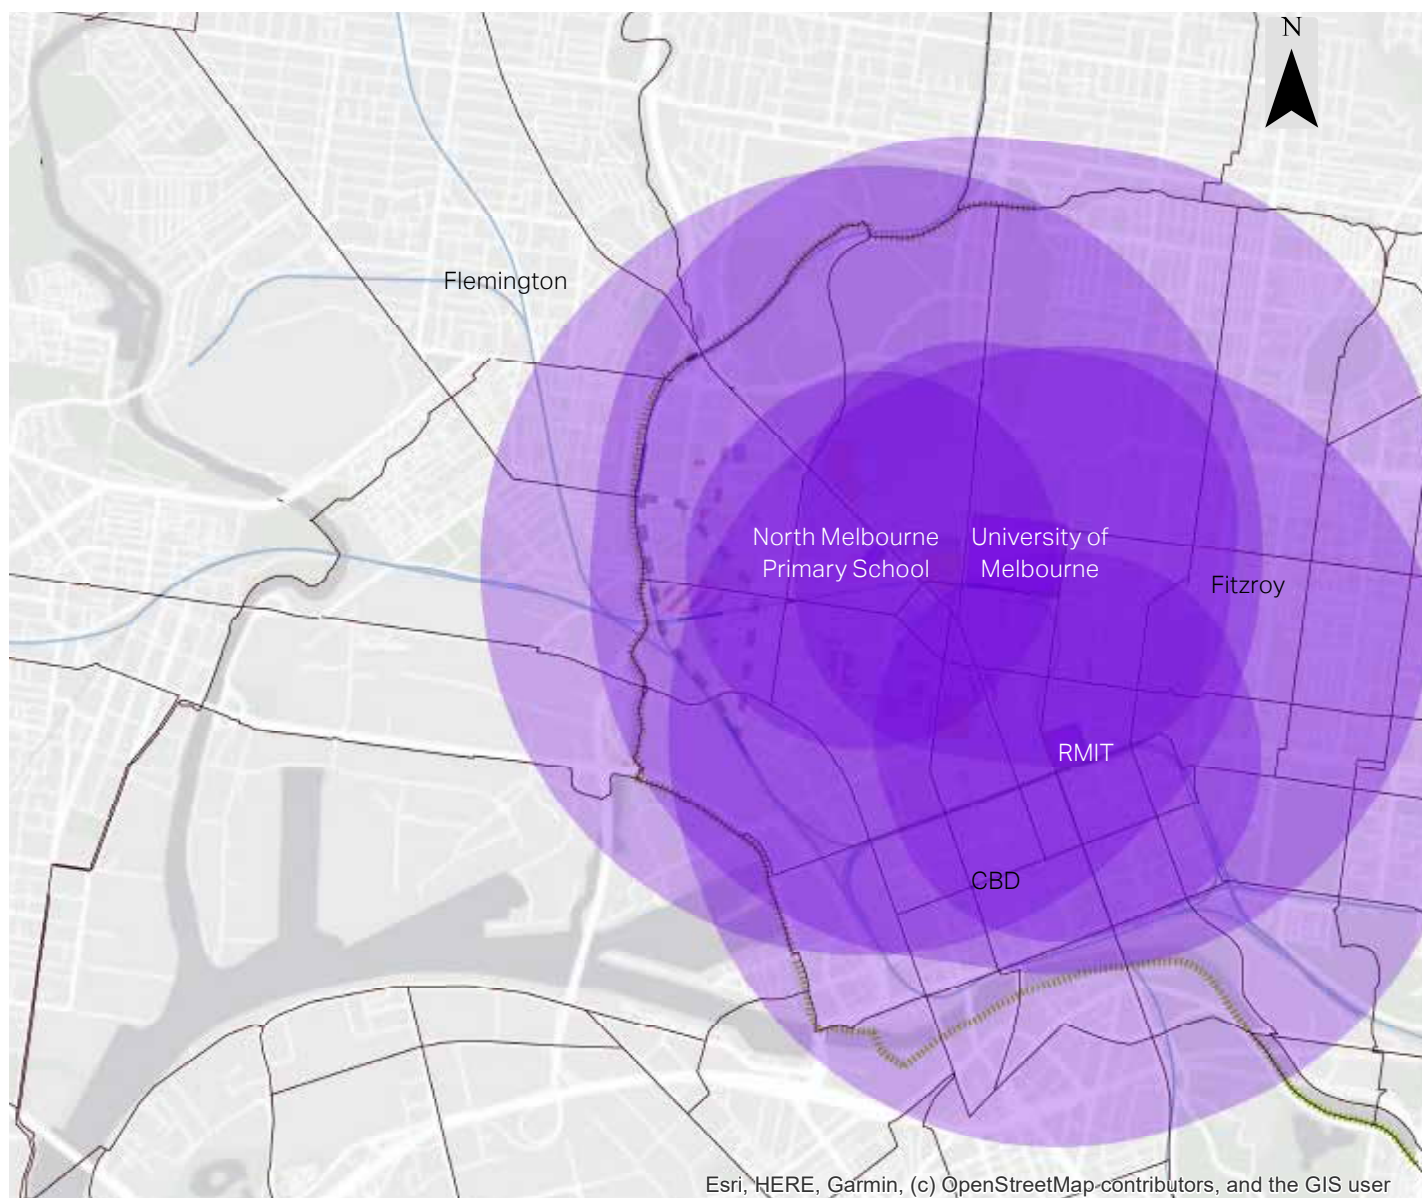 N
Flemington
North Melbourne
Primary School
University of
Melbourne
Fitzroy
RMIT
CBD
Esri, HERE, Garmin, (c) OpenStreetMap contributors, and the GIS user